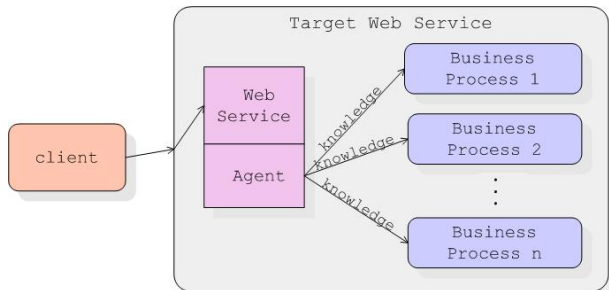 Target Web Service
Web
Service
Agent
client
knowledge
knowledge
knowledge
Business
Process 1
Business
Process 2
Business
Process n